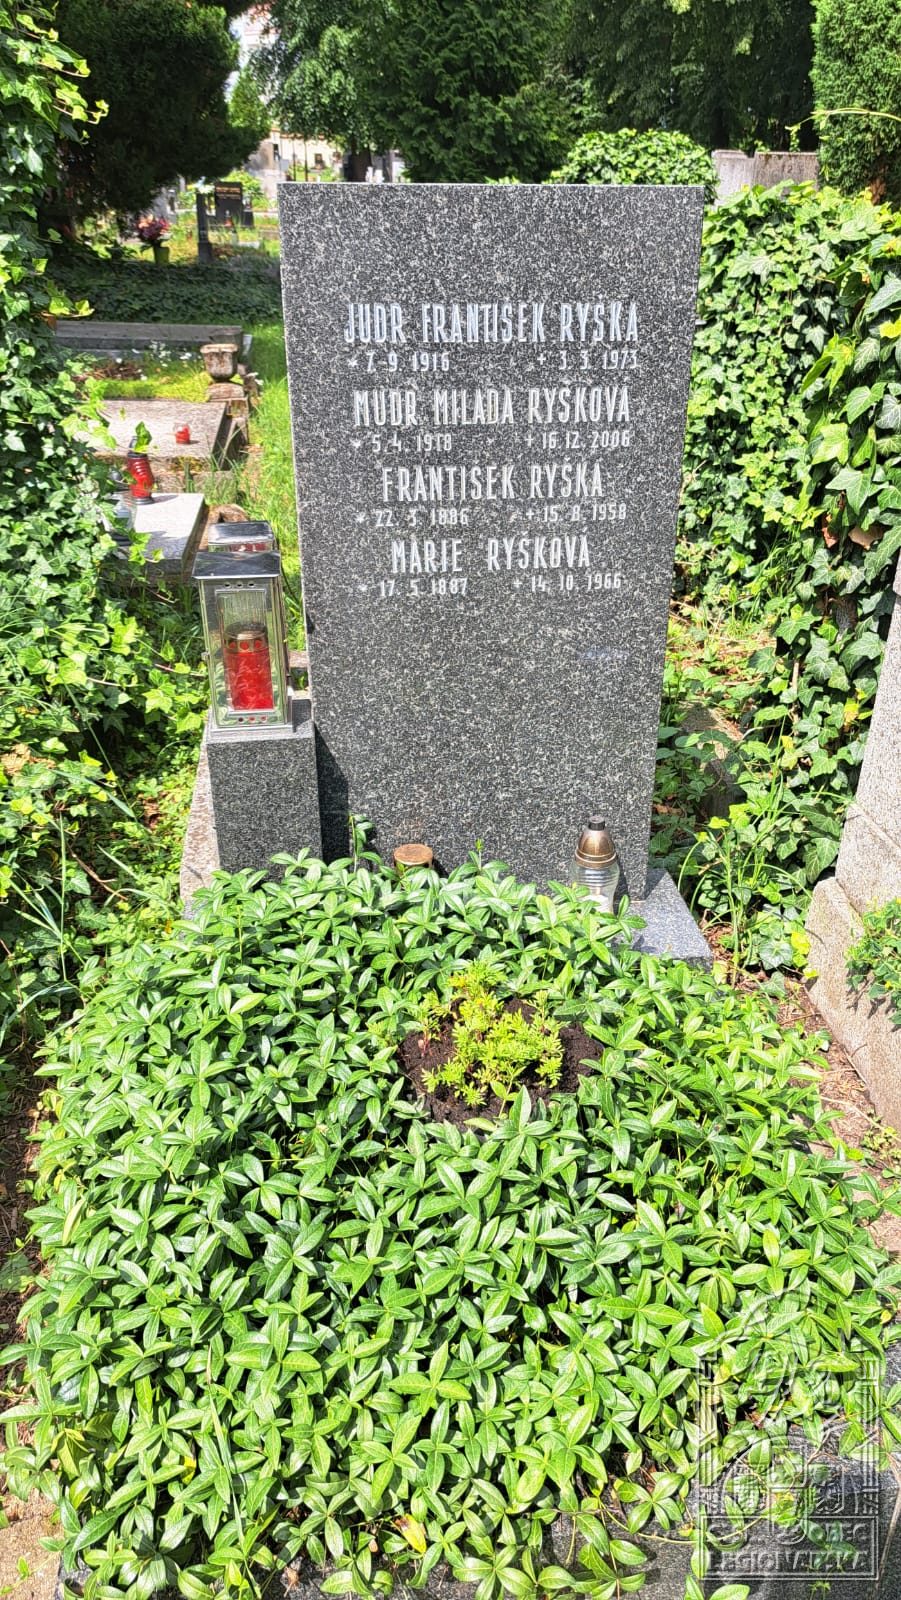 JUDR. FRANTIŠEK RYŠKA
* 7. 9. 1916 + 3. 3. 1973
MUDR. MILADA RYŠKOVÁ
* 5. 4. 1918 + 16. 12. 2006
FRANTIŠEK RYŠKA
* 22. 3. 1886 + 15. 8. 1958
MARIE RYŠKOVÁ
* 17. 5. 1887 + 14. 10. 1966
OBEC
LEGIONÁŘSKÁ